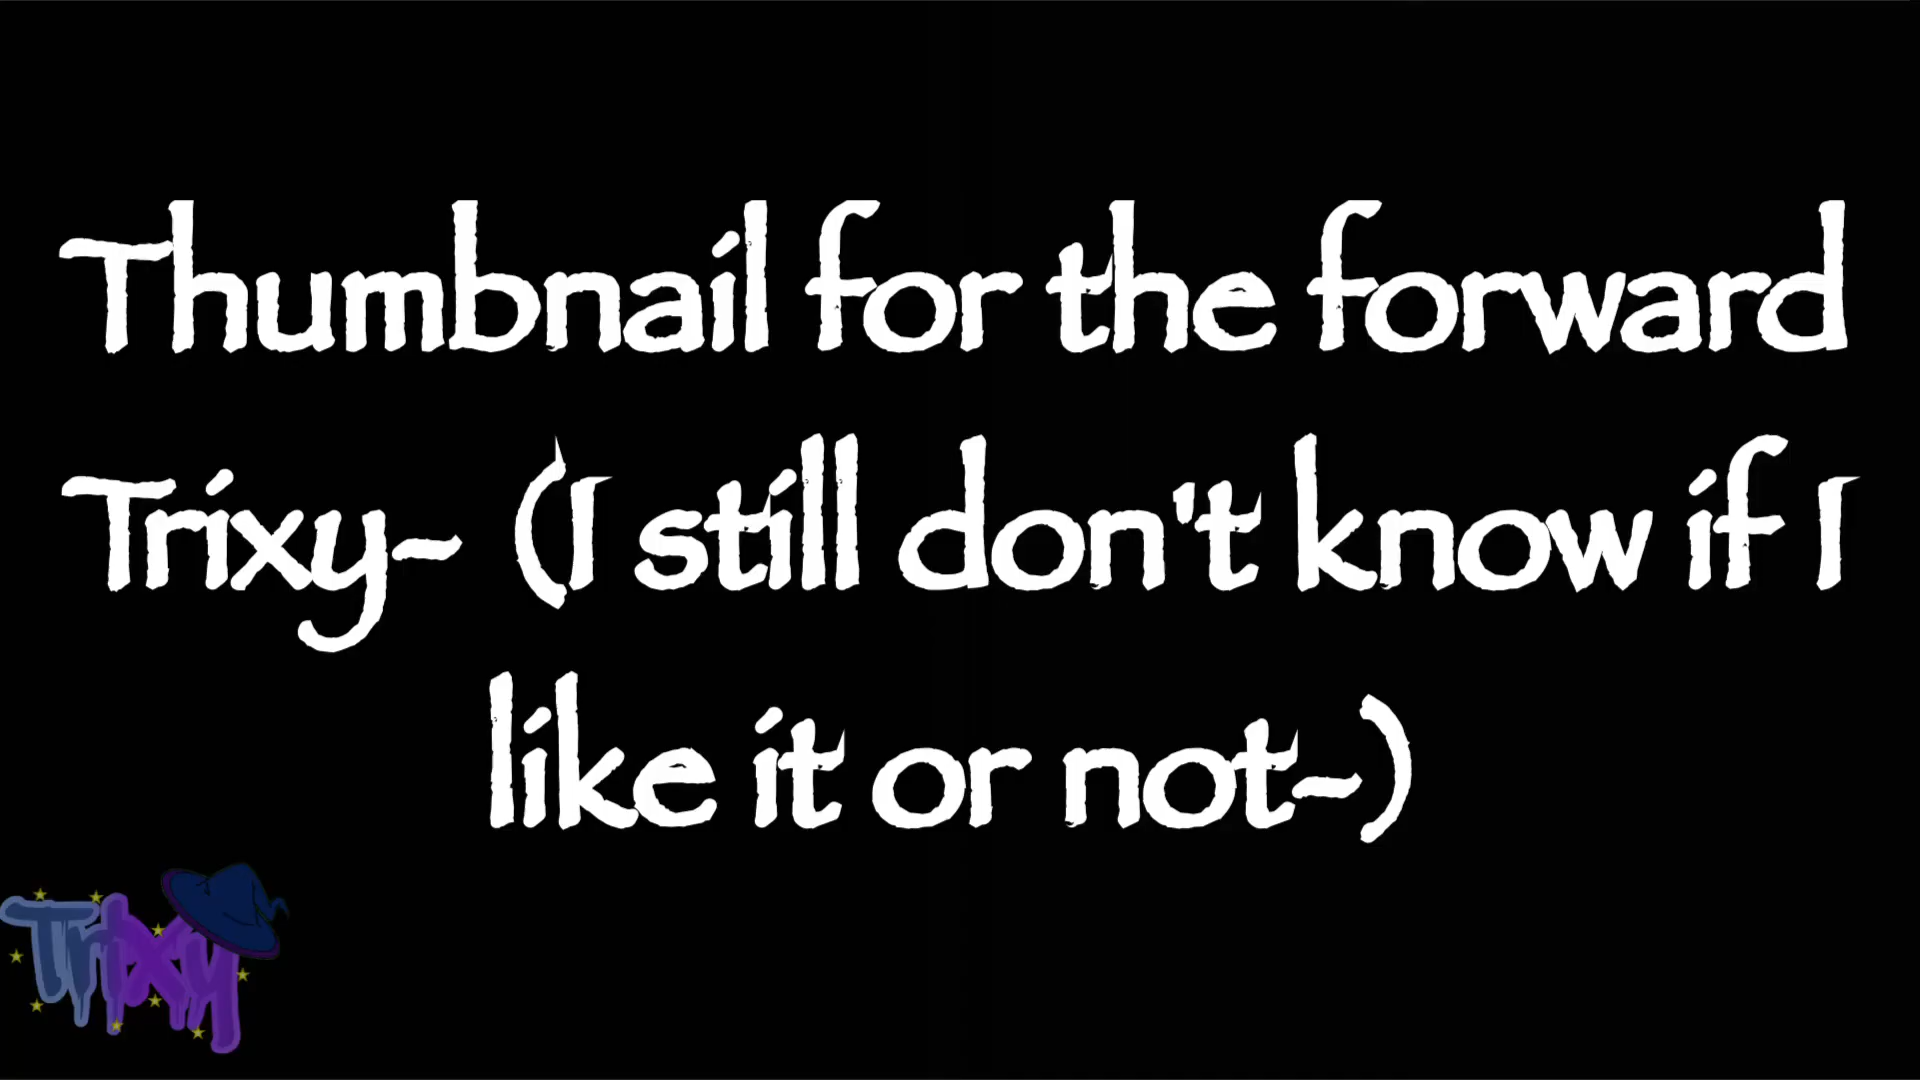 Thumbnail for the forward
Trixy~ (I still don't know if I
like it or not~)
Trixy